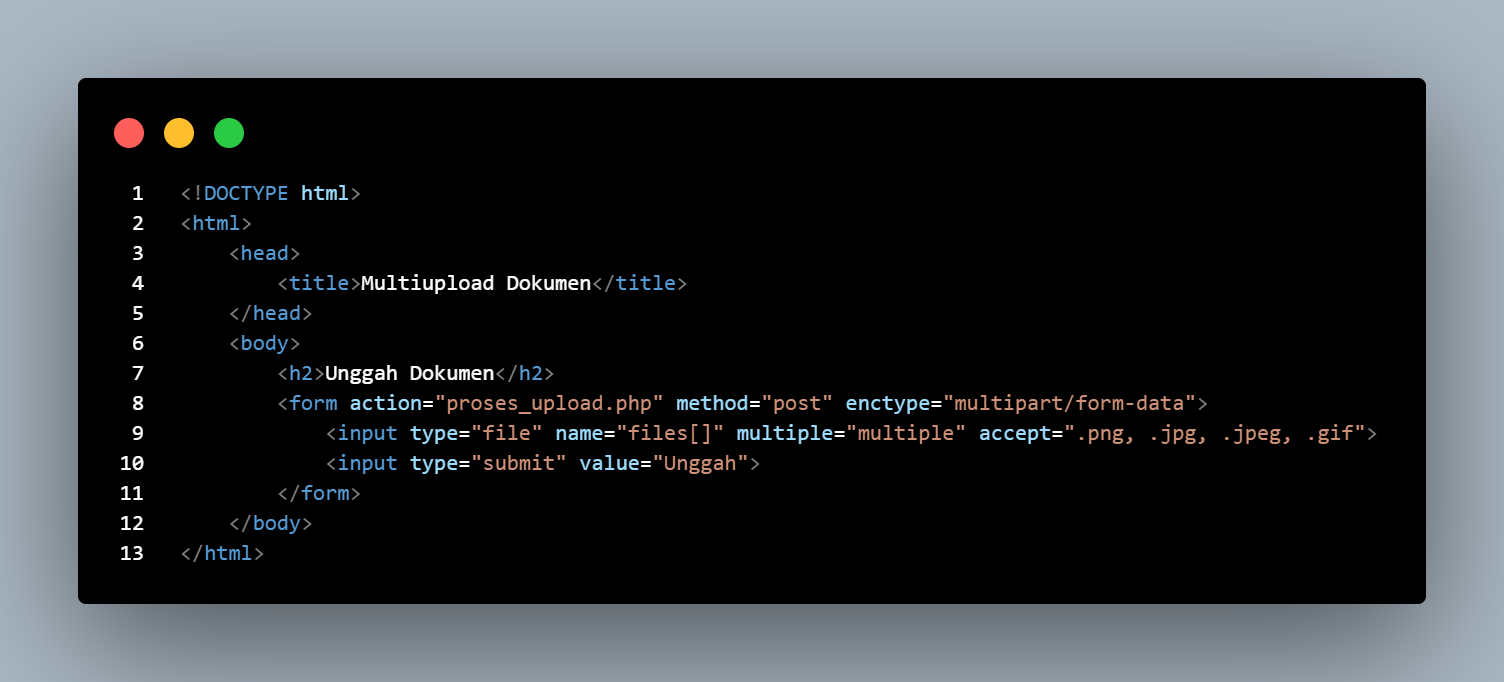 1 <!DOCTYPE html>
2 <html>
3     <head>
4         <title>Multiupload Dokumen</title>
5     </head>
6     <body>
7         <h2>Unggah Dokumen</h2>
8         <form action="proses_upload.php" method="post" enctype="multipart/form-data">
9             <input type="file" name="files[]" multiple="multiple" accept=".png, .jpg, .jpeg, .gif">
10             <input type="submit" value="Unggah">
11         </form>
12     </body>
13 </html>